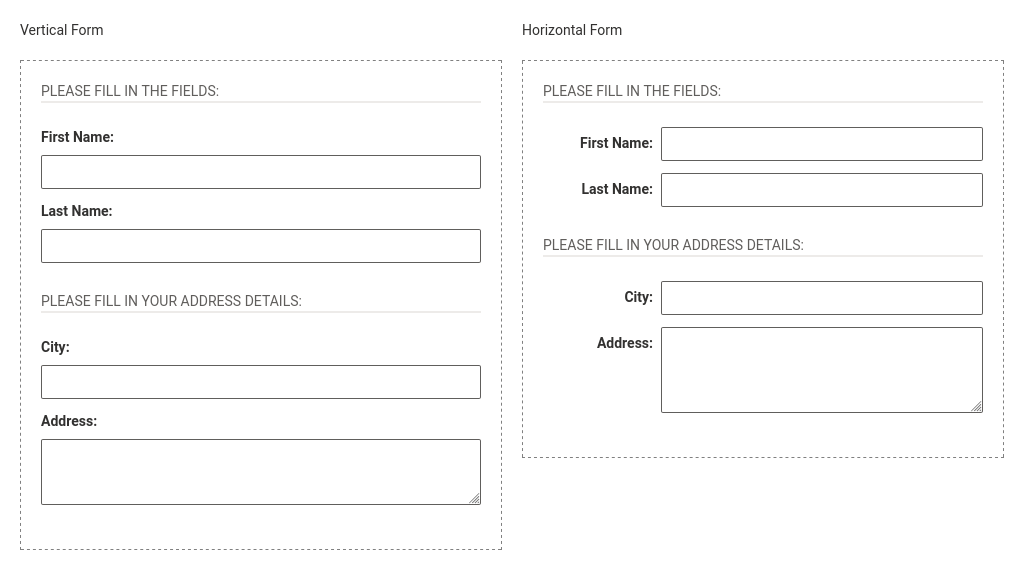 Vertical Form
PLEASE FILL IN THE FIELDS:
First Name:
Last Name:
PLEASE FILL IN YOUR ADDRESS DETAILS:
City:
Address:
Horizontal Form
PLEASE FILL IN THE FIELDS:
First Name:
Last Name:
PLEASE FILL IN YOUR ADDRESS DETAILS:
City:
Address: